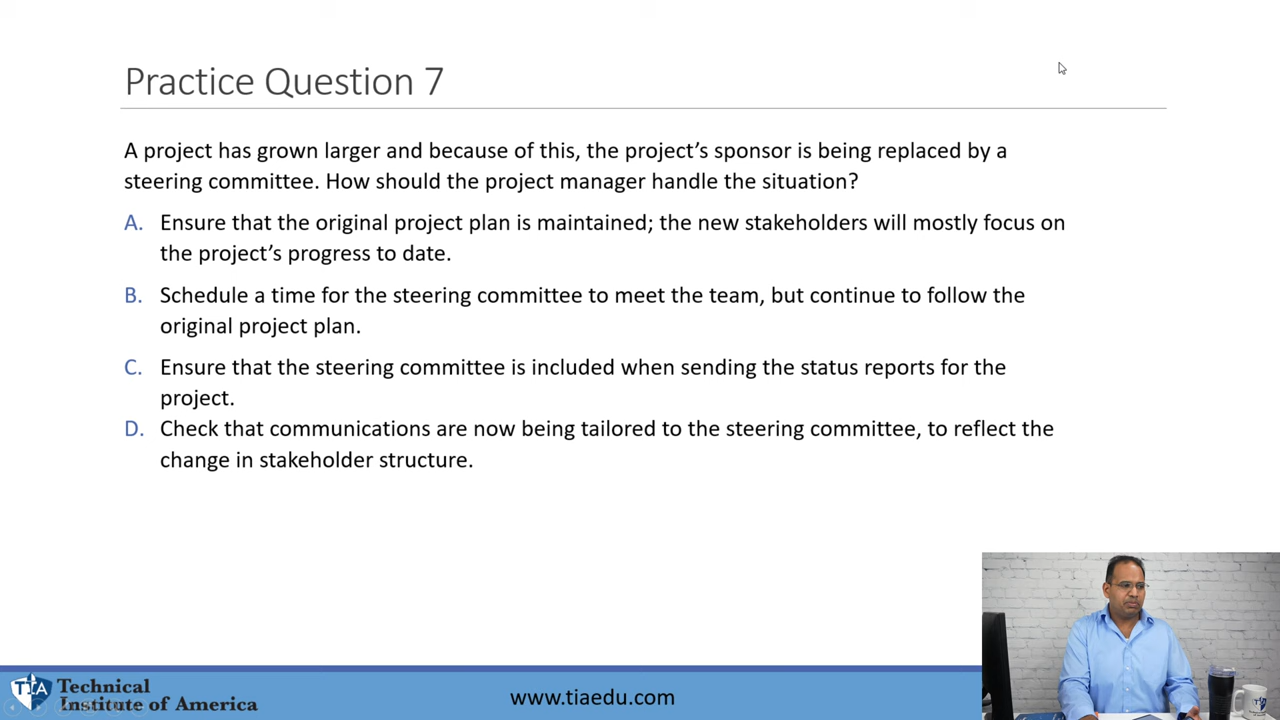 Practice Question 7
A project has grown larger and because of this, the project's sponsor is being replaced by a
steering committee. How should the project manager handle the situation?
A. Ensure that the original project plan is maintained; the new stakeholders will mostly focus on
the project's progress to date.
B. Schedule a time for the steering committee to meet the team, but continue to follow the
original project plan.
C. Ensure that the steering committee is included when sending the status reports for the
project.
D. Check that communications are now being tailored to the steering committee, to reflect the
change in stakeholder structure.
TIA
Technical
Institute of America
www.tiaedu.com